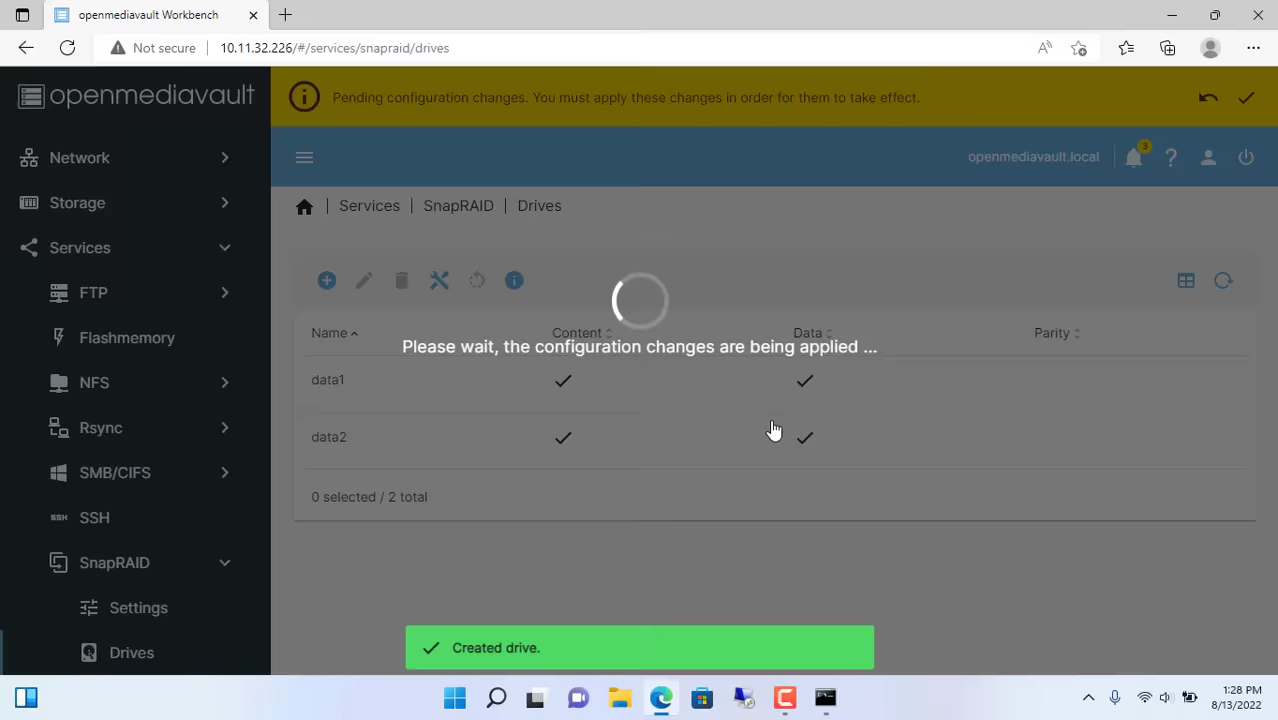 openmediavault Workbench
Not secure
10.11.32.226/#/services/snapraid/drives
openmediavault
Pending configuration changes. You must apply these changes in order for them to take effect.
Network
openmediavault.local
3
Storage
Services
SnapRAID
Drives
Services
FTP
Flashmemory
NFS
Rsync
SMB/CIFS
SSH
SSH
SnapRAID
Settings
Drives
Name
Content
Data
Parity
Please wait, the configuration changes are being applied ...
data1
data2
0 selected / 2 total
Created drive.
1:28 PM
8/13/2022